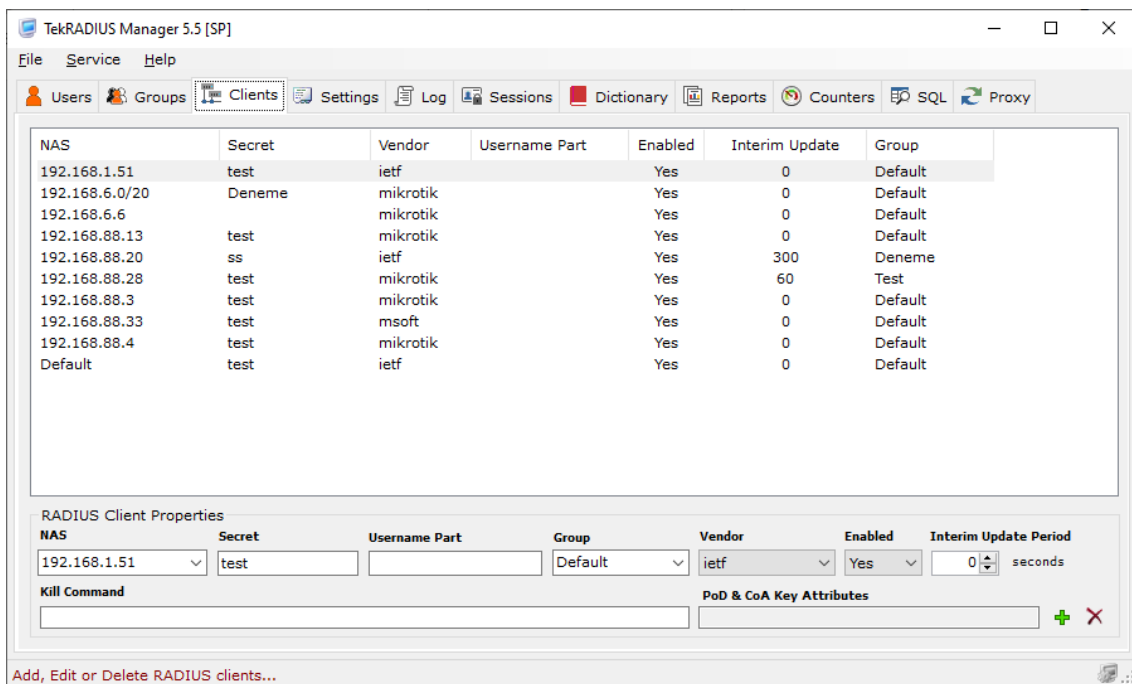 TekRADIUS Manager 5.5 [SP]
File Service Help
Users Groups Clients Settings Log Sessions Dictionary Reports Counters SQL Proxy
NAS Secret Vendor Username Part Enabled Interim Update Group
192.168.1.51 test ietf Yes 0 Default
192.168.6.0/20 Deneme mikrotik Yes 0 Default
192.168.6.6 mikrotik Yes 0 Default
192.168.88.13 test mikrotik Yes 0 Default
192.168.88.20 ss ietf Yes 300 Deneme
192.168.88.28 test mikrotik Yes 60 Test
192.168.88.3 test mikrotik Yes 0 Default
192.168.88.33 test msoft Yes 0 Default
192.168.88.4 test mikrotik Yes 0 Default
Default test ietf Yes 0 Default
RADIUS Client Properties
NAS Secret Username Part Group Vendor Enabled Interim Update Period
192.168.1.51 test Default ietf Yes 0 seconds
Kill Command PoD & CoA Key Attributes
Add, Edit or Delete RADIUS clients...